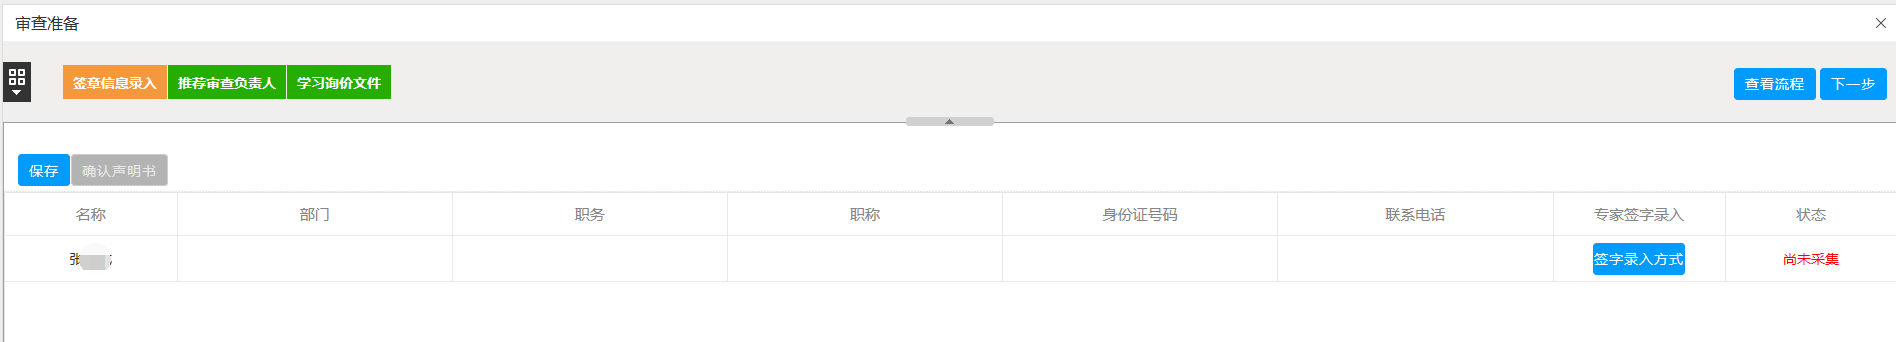 审查准备
签章信息录入 推荐审查负责人 学习询价文件 查看流程 下一步
保存 确认声明书
名称 部门 职务 职称 身份证号码 联系电话 专家签字录入 状态
张 签字录入方式 尚未采集